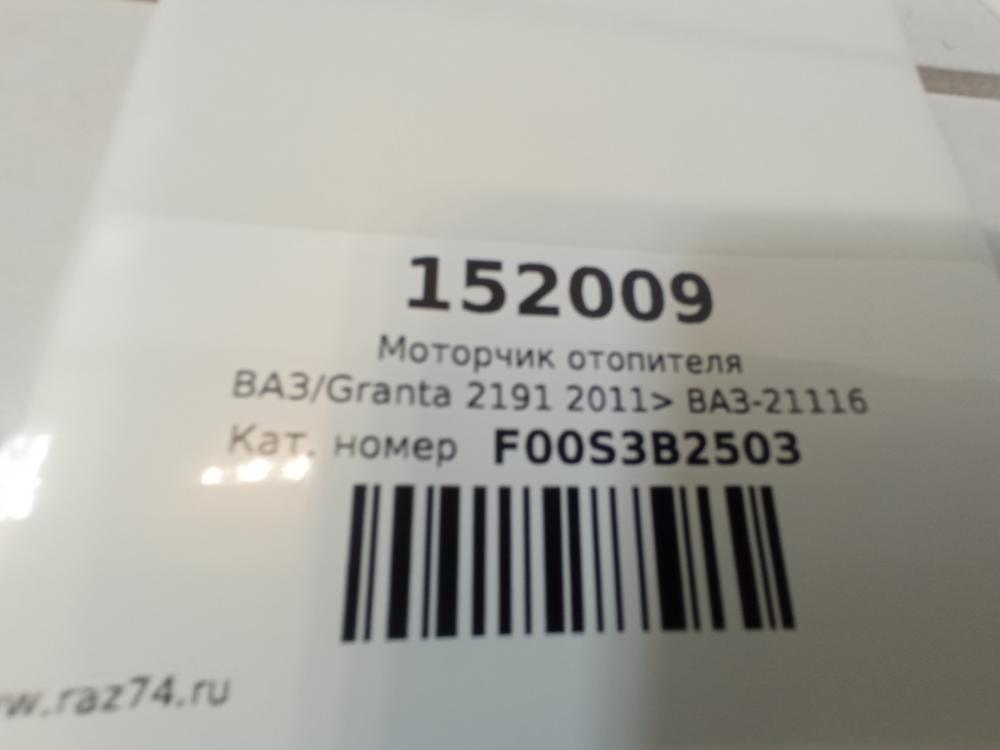 152009
Моторчик отопителя
ВАЗ/Granta 2191 2011> ВАЗ-21116
Кат. номер F00S3B2503
w.raz74.ru